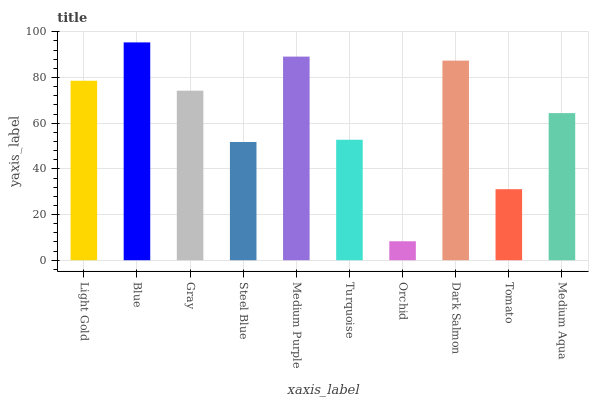 title
100
80
60
40
20
0
yaxis_label
Light Gold
Blue
Gray
Steel Blue
Medium Purple
Turquoise
Orchid
Dark Salmon
Tomato
Medium Aqua
xaxis_label